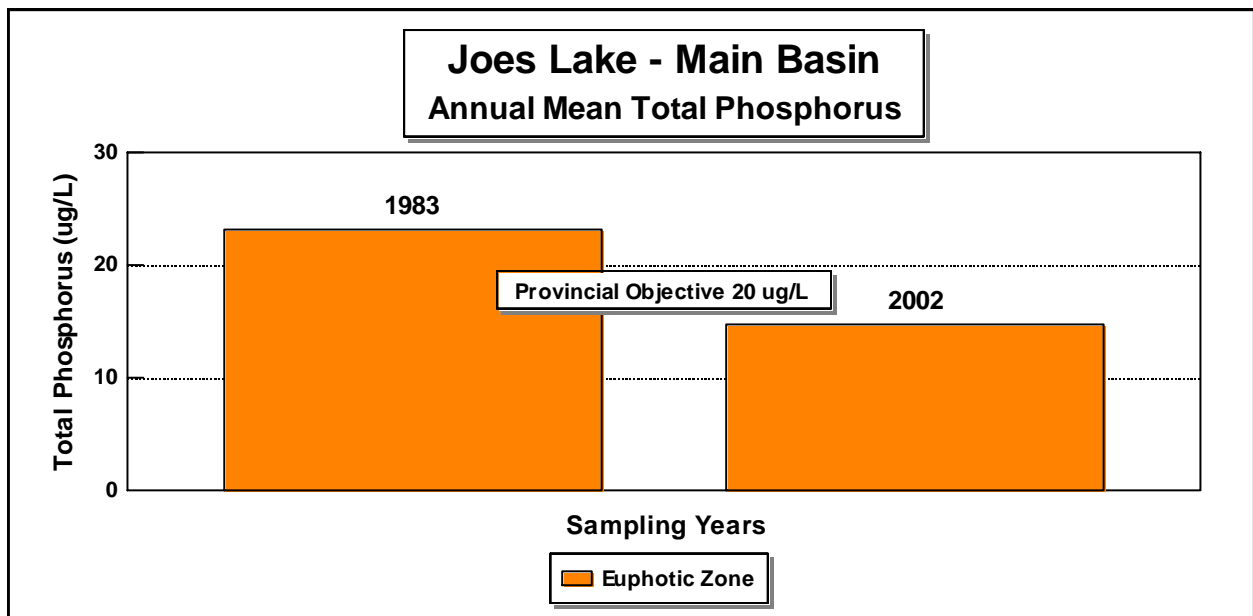 Joes Lake - Main Basin
Annual Mean Total Phosphorus
Total Phosphorus (ug/L)
30
20
10
0
1983
Provincial Objective 20 ug/L
2002
Sampling Years
Euphotic Zone